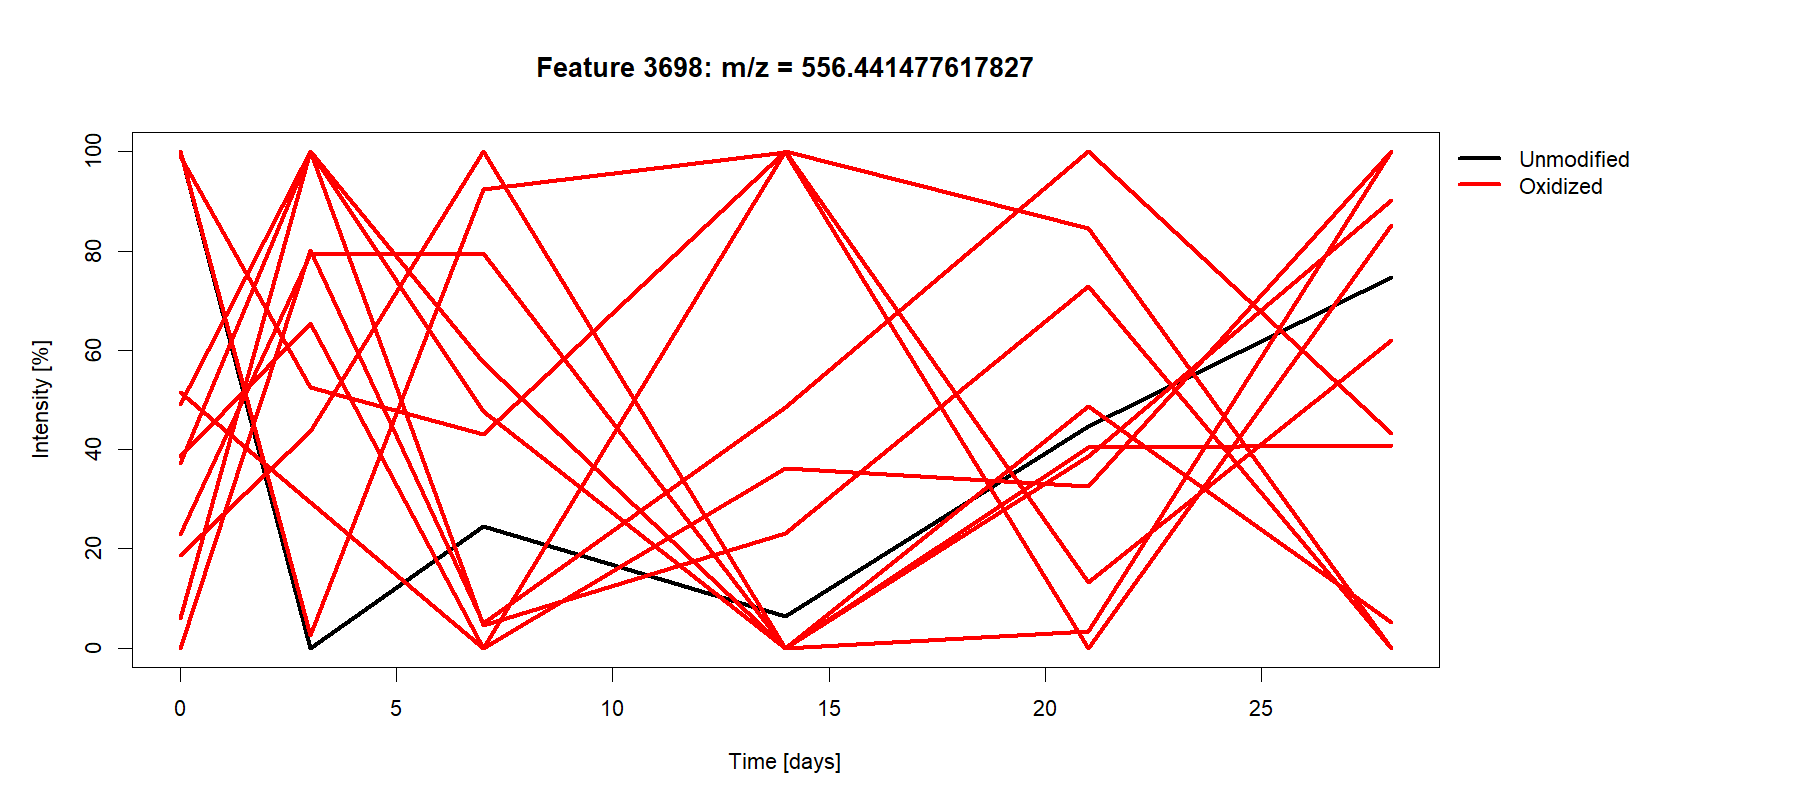 Feature 3698: m/z = 556.441477617827
Unmodified
Oxidized
Intensity [%]
100
80
60
40
20
0
0 5 10 15 20 25
Time [days]